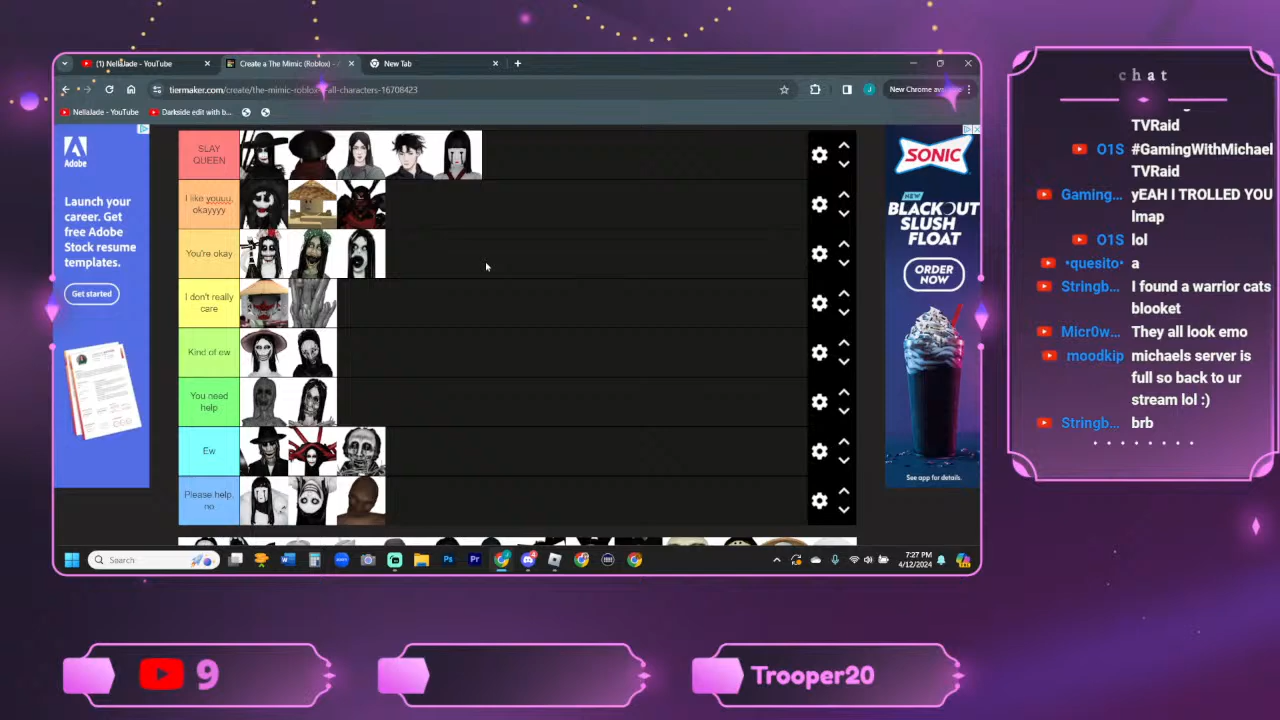 (1) NellaJade - YouTube
Create a The Mimic (Roblox) - 
New Tab
tiermaker.com/create/the-mimic-roblox-all-characters-16708423
New Chrome
NellaJade - YouTube
Darkside edit with b...
Adobe
Launch your
career. Get
free Adobe
Stock resume
templates.
Get started
SLAY
QUEEN
I like youuu,
okayyyy
You're okay
I don't really
care
Kind of ew
You need
help
Ew
Please help,
no
SONIC
NEW
BLACKOUT
SLUSH
FLOAT
ORDER
NOW
See app for details.
Search
7:27 PM
4/12/2024
chat
TVRaid
O1S #GamingWithMichael
TVRaid
Gaming... yEAH I TROLLED YOU
lmap
O1S lol
•quesito• a
Stringb... I found a warrior cats
blooket
Micr0w... They all look emo
moodkip michaels server is
full so back to ur
stream lol :)
Stringb... brb
9
Trooper20